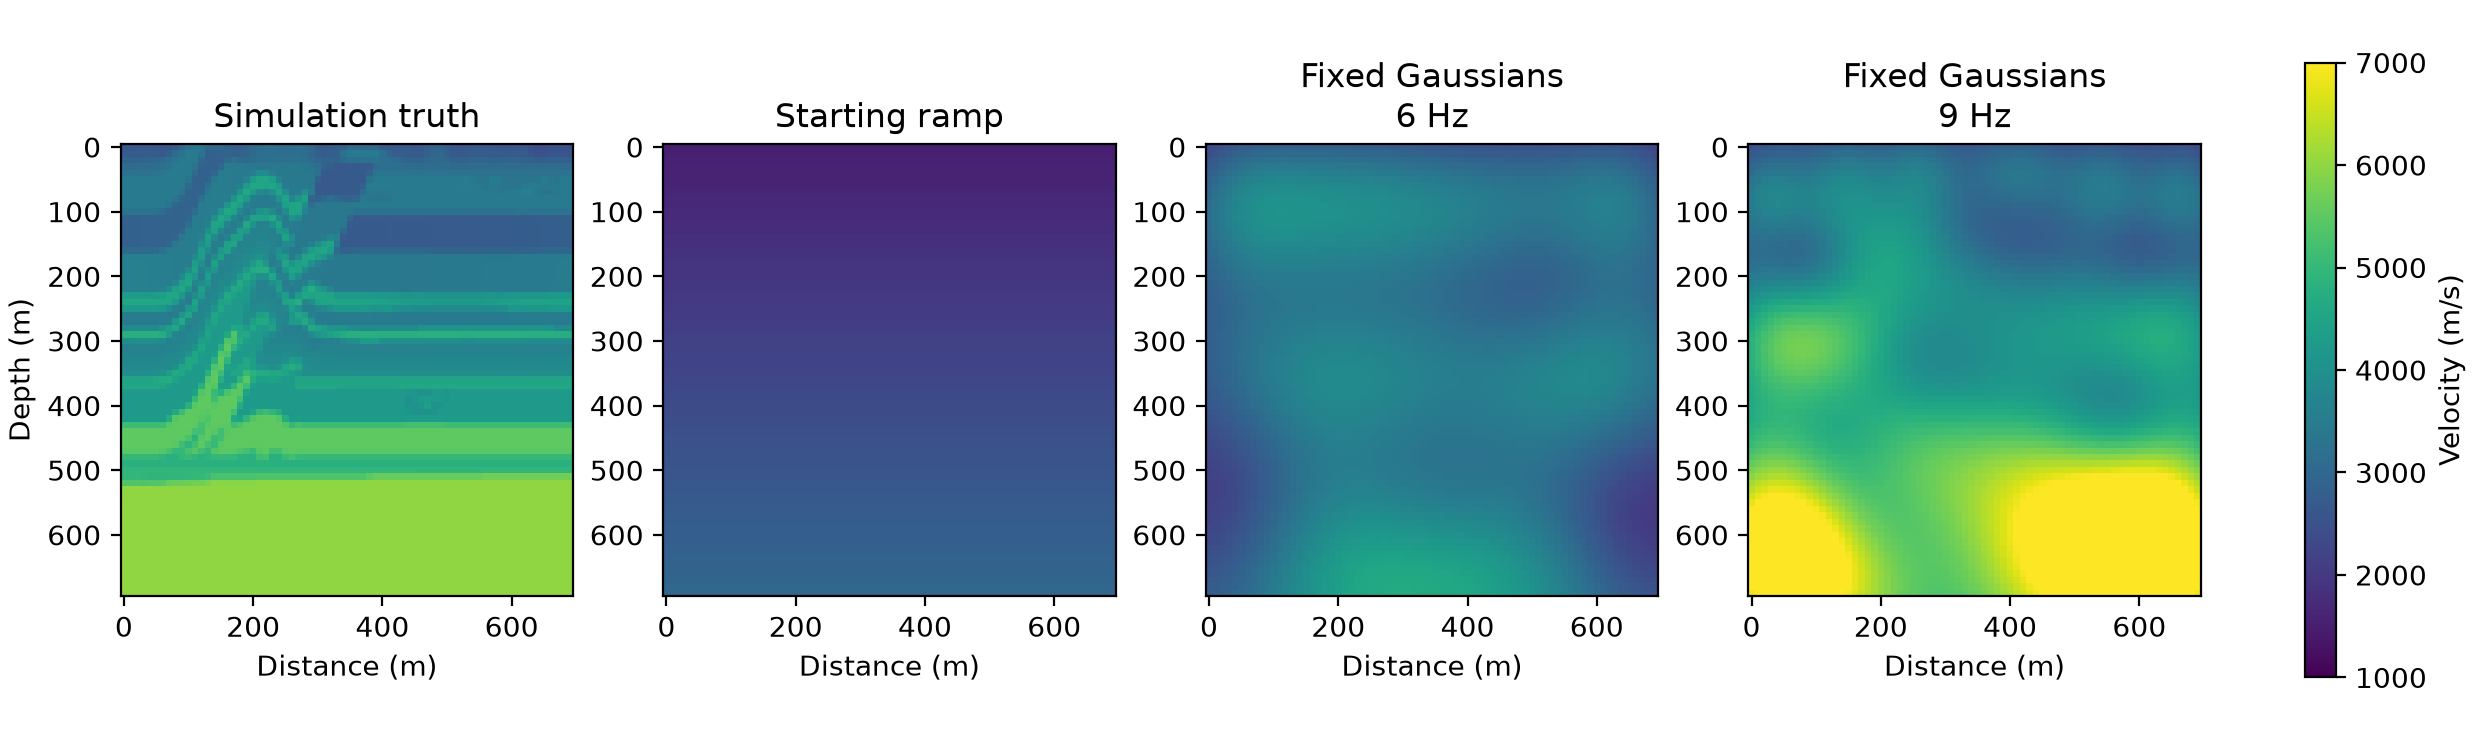 Simulation truth
Starting ramp
Fixed Gaussians
6 Hz
Fixed Gaussians
9 Hz
Depth (m)
0
100
200
300
400
500
600
0 200 400 600
Distance (m)
0
100
200
300
400
500
600
0 200 400 600
Distance (m)
0
100
200
300
400
500
600
0 200 400 600
Distance (m)
0
100
200
300
400
500
600
0 200 400 600
Distance (m)
7000
6000
5000
4000
3000
2000
1000
Velocity (m/s)